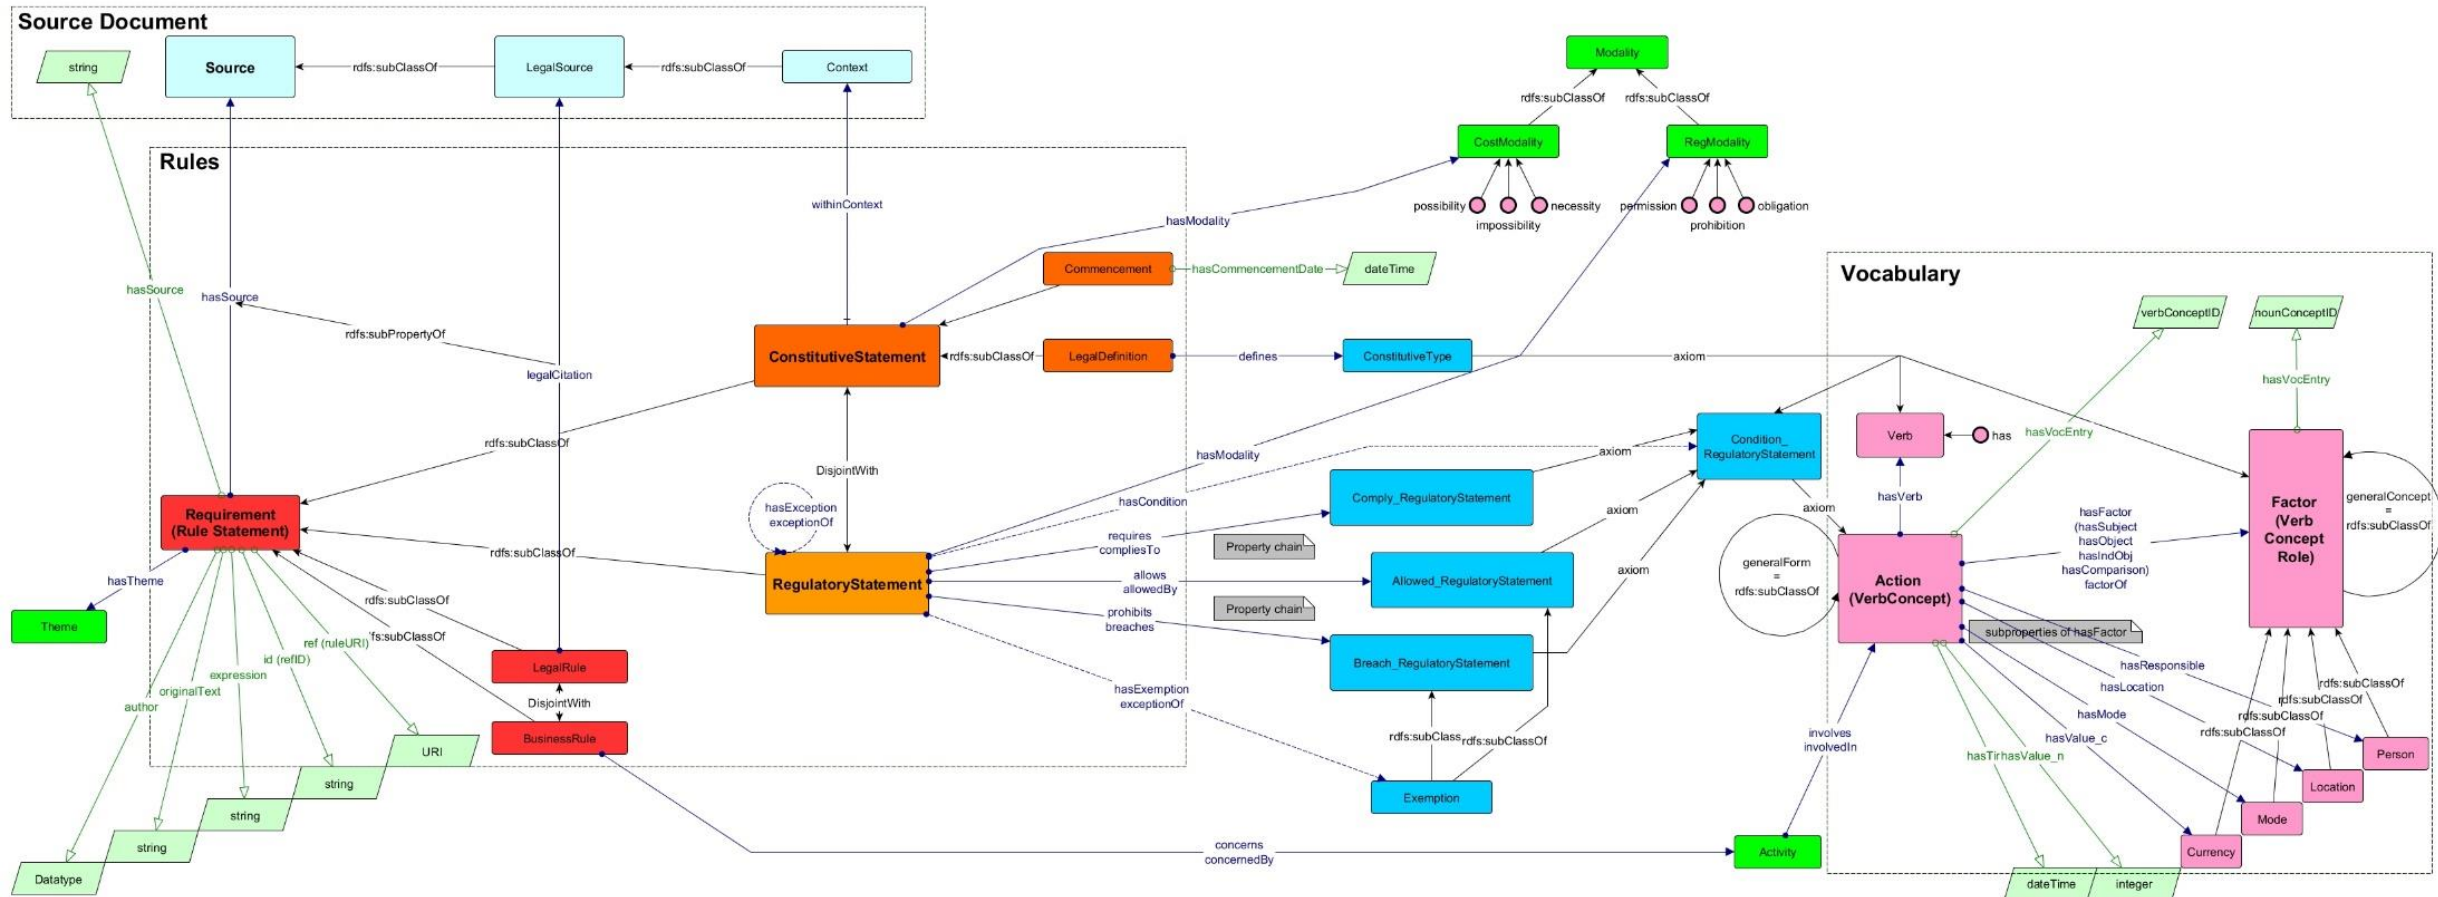 Source Document
string
Source
rdfs:subClassOf
LegalSource
rdfs:subClassOf
Context
Modality
rdfs:subClassOf
rdfs:subClassOf
CostModality
RegModality
possibility
necessity
impossibility
permission
obligation
prohibition
Rules
withinContext
hasModality
hasSource
hasSource
rdfs:subPropertyOf
legalCitation
Commencement
hasCommencementDate
dateTime
ConstitutiveStatement
rdfs:subClassOf
LegalDefinition
defines
ConstitutiveType
axiom
rdfs:subClassOf
DisjointWith
hasModality
hasCondition
hasException
exceptionOf
Requirement
(Rule Statement)
rdfs:subClassOf
RegulatoryStatement
requires
compliesTo
Property chain
allows
allowedBy
Property chain
prohibits
breaches
hasExemption
exceptionOf
Comply_RegulatoryStatement
Allowed_RegulatoryStatement
Breach_RegulatoryStatement
axiom
axiom
axiom
axiom
Condition_
RegulatoryStatement
rdfs:subClass
rdfs:subClassOf
Exemption
hasTheme
Theme
rdfs:subClassOf
fs:subClassOf
ref (ruleURI)
id (refID)
expression
originalText
author
LegalRule
DisjointWith
BusinessRule
URI
string
string
string
Datatype
concerns
concernedBy
Activity
involves
involvedIn
Vocabulary
verbConceptID
nounConceptID
hasVocEntry
hasVocEntry
Verb
has
hasVerb
generalForm
=
rdfs:subClassOf
Action
(VerbConcept)
hasFactor
(hasSubject
hasObject
hasIndObj
hasComparison)
factorOf
Factor
(Verb
Concept
Role)
generalConcept
=
rdfs:subClassOf
subproperties of hasFactor
hasResponsible
hasLocation
hasMode
hasValue_c
hasTirhasValue_n
rdfs:subClassOf
rdfs:subClassOf
rdfs:subClassOf
rdfs:subClassOf
Person
Location
Mode
Currency
dateTime
integer